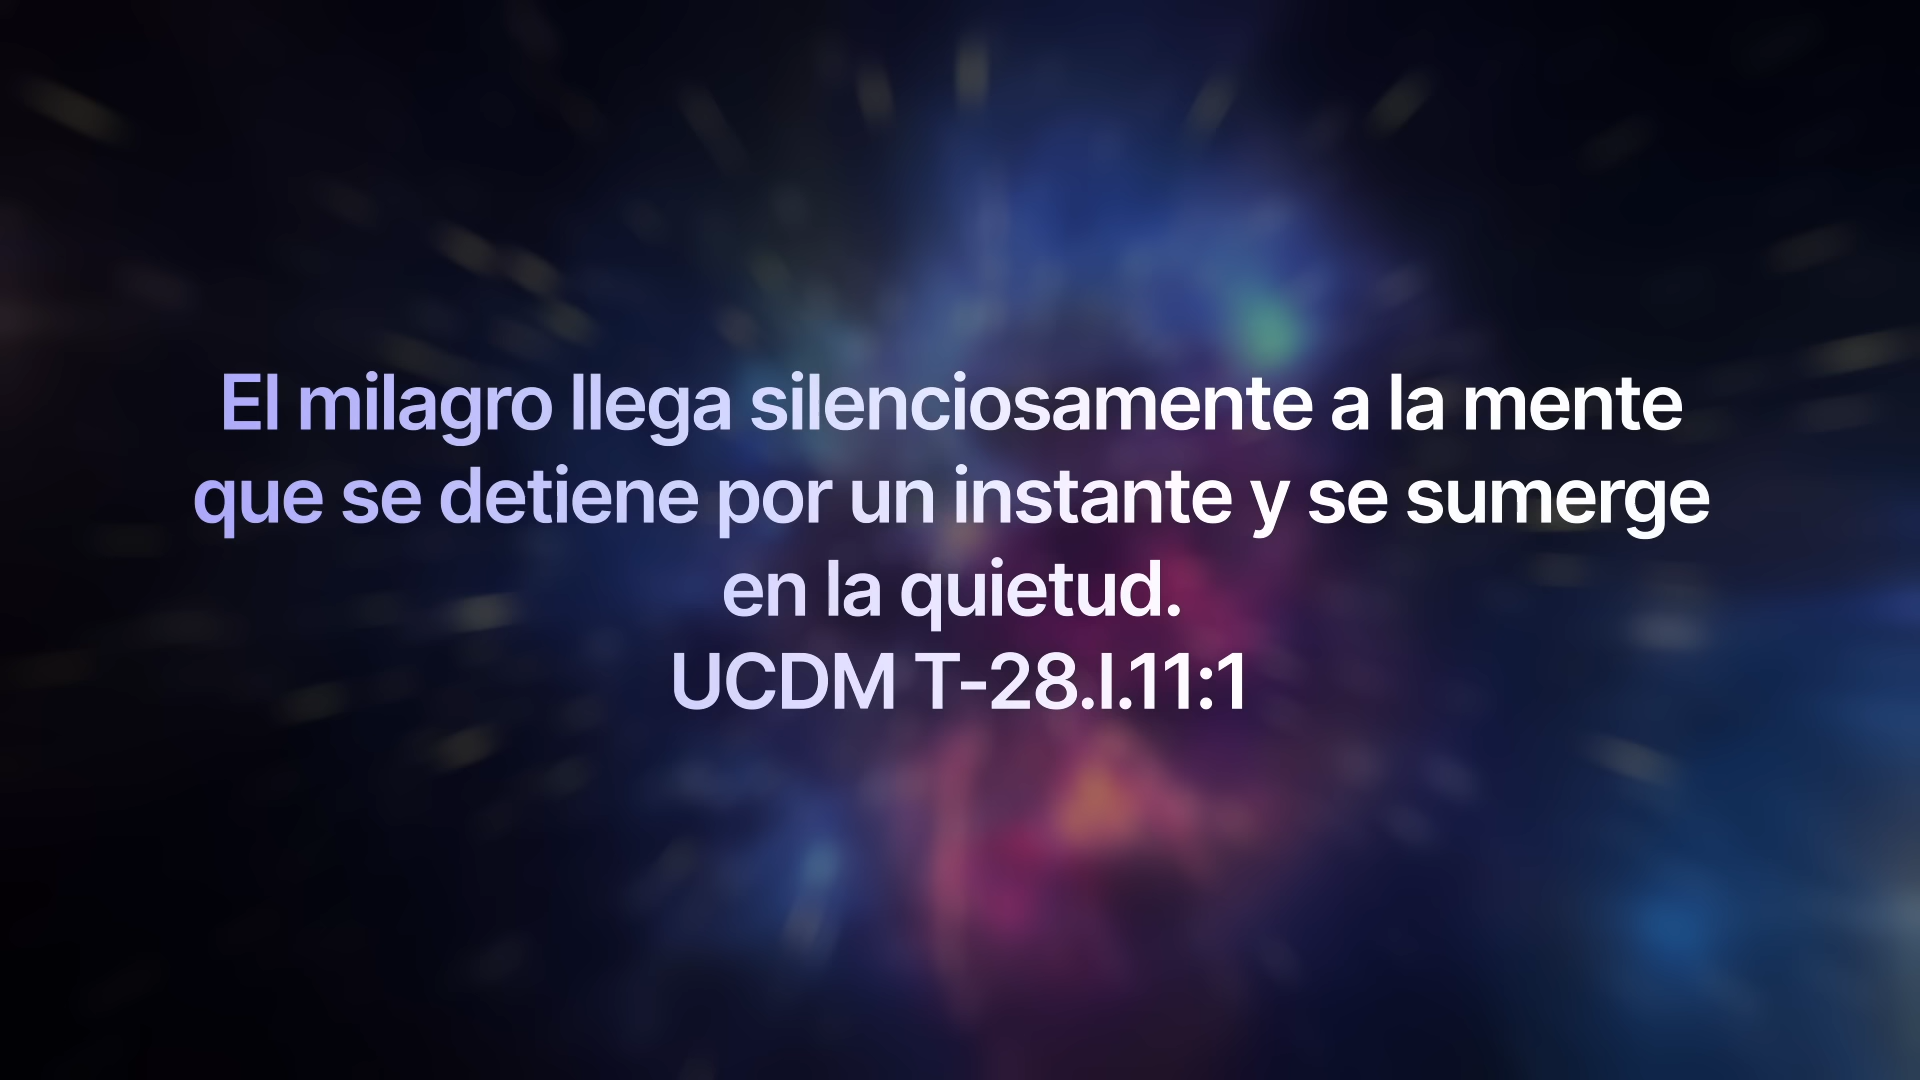 El milagro llega silenciosamente a la mente
que se detiene por un instante y se sumerge
en la quietud.
UCDM T-28.I.11:1